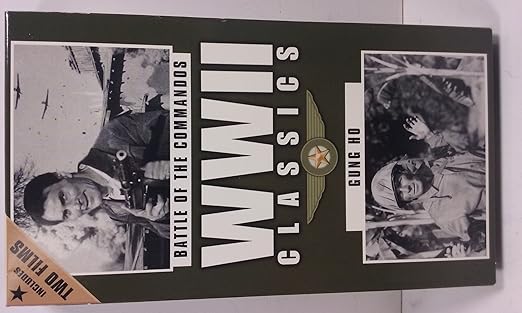 INCLUDES
TWO FILMS
BATTLE OF THE COMMANDOS
WWII
CLASSICS
GUNG HO